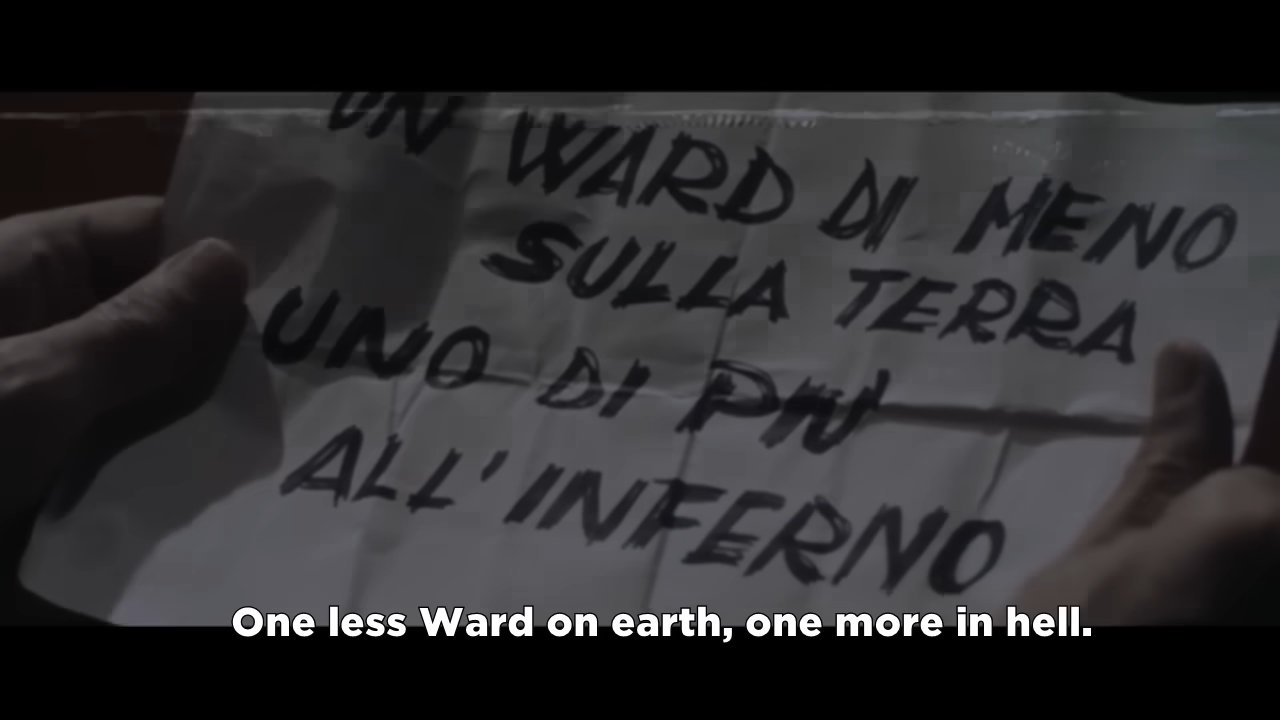 UN WARD DI MENO
SULLA TERRA
UNO DI PIÙ
ALL' INFERNO
One less Ward on earth, one more in hell.